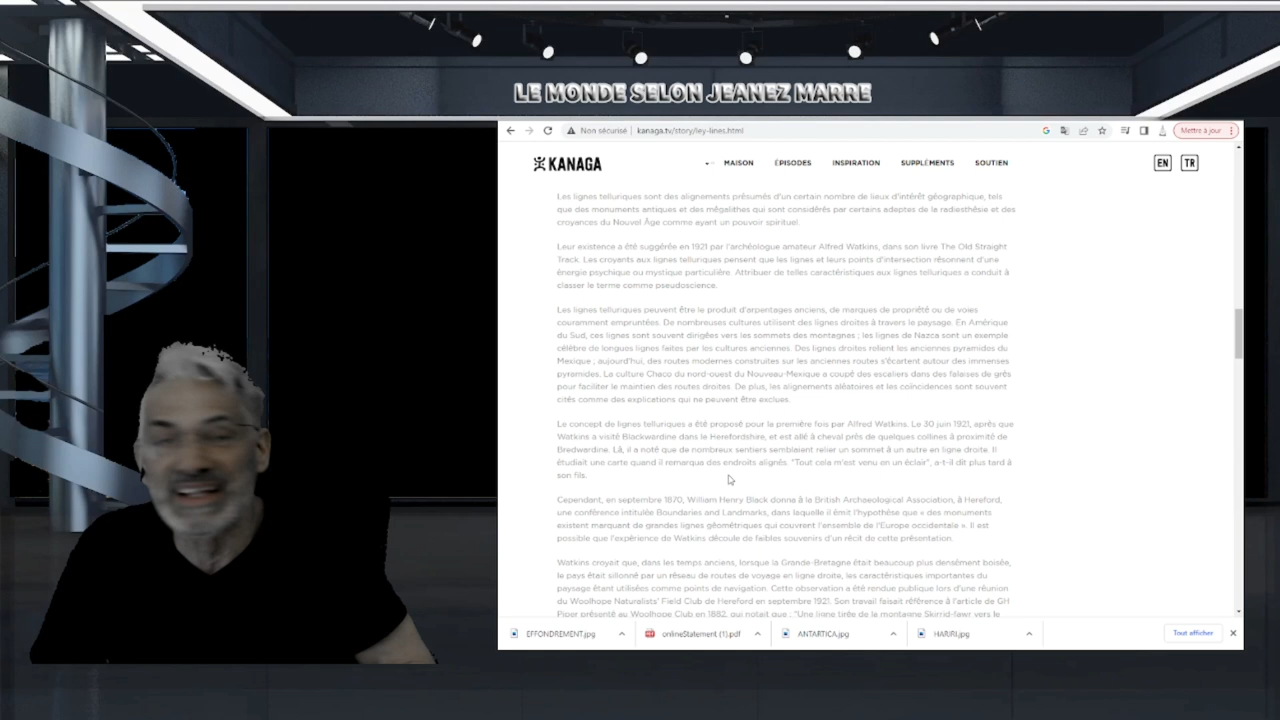 LE MONDE SELON JEANEZ MARRE
Non sécurisé | kanaga.tv/story/ley-lines.html
Mettre à jour
KANAGA
MAISON ÉPISODES INSPIRATION SUPPLÉMENTS SOUTIEN
EN TR
Les lignes telluriques sont des alignements présumés d'un certain nombre de lieux d'intérêt géographique, tels
que des monuments antiques et des mégalithes qui sont considérés par certains adeptes de la radiesthésie et des
croyances du Nouvel Âge comme ayant un pouvoir spirituel.
Leur existence a été suggérée en 1921 par l'archéologue amateur Alfred Watkins, dans son livre The Old Straight
Track. Les croyants aux lignes telluriques pensent que les lignes et leurs points d'intersection résonnent d'une
énergie psychique ou mystique particulière. Attribuer de telles caractéristiques aux lignes telluriques a conduit à
classer le terme comme pseudoscience.
Les lignes telluriques peuvent être le produit d'arpentages anciens, de marques de propriété ou de voies
couramment empruntées. De nombreuses cultures utilisent des lignes droites à travers le paysage. En Amérique
du Sud, ces lignes sont souvent dirigées vers les sommets des montagnes ; les lignes de Nazca sont un exemple
célèbre de longues lignes faites par les cultures anciennes. Des lignes droites relient les anciennes pyramides du
Mexique ; aujourd'hui, des routes modernes construites sur les anciennes routes s'écartent autour des immenses
pyramides. La culture Chaco du nord-ouest du Nouveau-Mexique a coupé des escaliers dans des falaises de grès
pour faciliter le maintien des routes droites. De plus, les alignements aléatoires et les coïncidences sont souvent
cités comme des explications qui ne peuvent être exclues.
Le concept de lignes telluriques a été proposé pour la première fois par Alfred Watkins. Le 30 juin 1921, après que
Watkins a visité Blackwardine dans le Herefordshire, et est allé à cheval près de quelques collines à proximité de
Bredwardine. Là, il a noté que de nombreux sentiers semblaient relier un sommet à un autre en ligne droite. Il
étudiait une carte quand il remarqua des endroits alignés. "Tout cela m'est venu en un éclair", a-t-il dit plus tard à
son fils.
Cependant, en septembre 1870, William Henry Black donna à la British Archaeological Association, à Hereford,
une conférence intitulée Boundaries and Landmarks, dans laquelle il émit l'hypothèse que « des monuments
existent marquant de grandes lignes géométriques qui couvrent l'ensemble de l'Europe occidentale ». Il est
possible que l'expérience de Watkins découle de faibles souvenirs d'un récit de cette présentation.
Watkins croyait que, dans les temps anciens, lorsque la Grande-Bretagne était beaucoup plus densément boisée,
le pays était sillonné par un réseau de routes de voyage en ligne droite, les caractéristiques importantes du
paysage étant utilisées comme points de navigation. Cette observation a été rendue publique lors d'une réunion
du Woolhope Naturalists' Field Club de Hereford en septembre 1921. Son travail faisait référence à l'article de GH
Piper présenté au Woolhope Club en 1882, qui notait que : "Une ligne tirée de la montagne Skirrid-fawr vers le
EFFONDREMENT.jpg onlineStatement (1).pdf ANTARTICA.jpg HARIRI.jpg Tout afficher